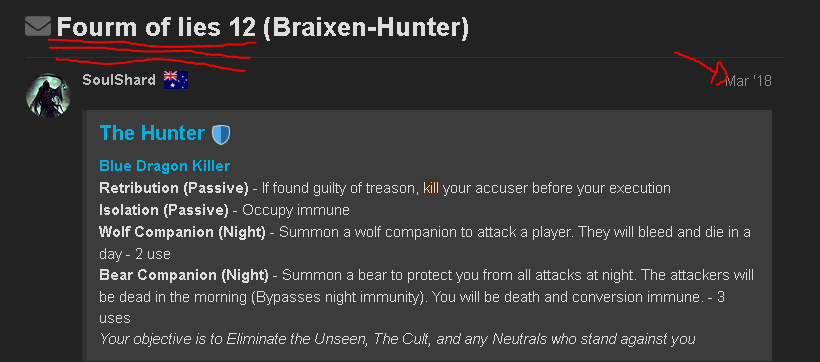 Fourm of lies 12 (Braixen-Hunter)
SoulShard
Mar '18
The Hunter
Blue Dragon Killer
Retribution (Passive) - If found guilty of treason, kill your accuser before your execution
Isolation (Passive) - Occupy immune
Wolf Companion (Night) - Summon a wolf companion to attack a player. They will bleed and die in a
day - 2 use
Bear Companion (Night) - Summon a bear to protect you from all attacks at night. The attackers will
be dead in the morning (Bypasses night immunity). You will be death and conversion immune. - 3
uses
Your objective is to Eliminate the Unseen, The Cult, and any Neutrals who stand against you